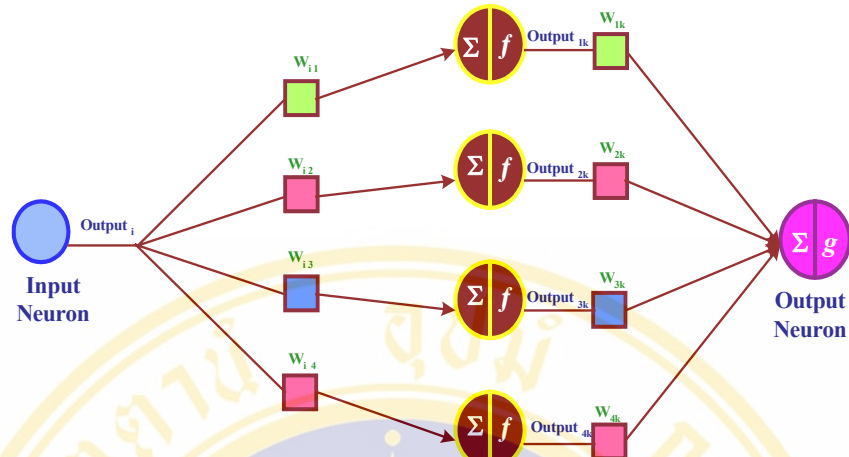 W i 1
Σ f
Output 1k
W 1k
W i 2
Σ f
Output 2k
W 2k
Output i
Input
Neuron
W i 3
Σ f
Output 3k
W 3k
Σ g
Output
Neuron
W i 4
Σ f
Output 4k
W 4k